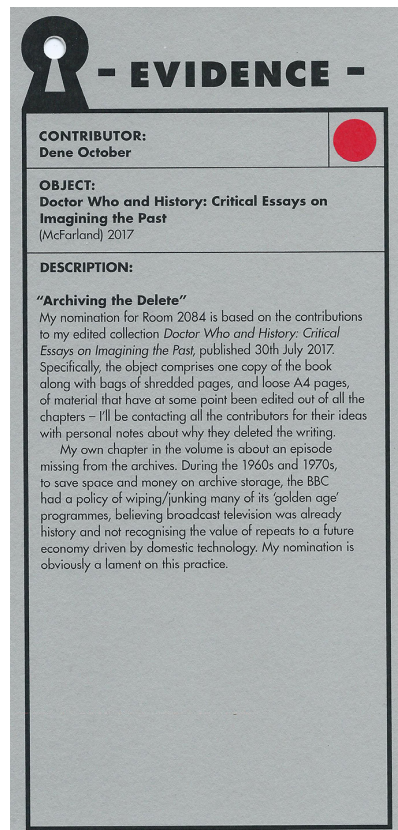 - EVIDENCE -
CONTRIBUTOR:
Dene October
OBJECT:
Doctor Who and History: Critical Essays on
Imagining the Past
(McFarland) 2017
DESCRIPTION:
“Archiving the Delete”
My nomination for Room 2084 is based on the contributions
to my edited collection Doctor Who and History: Critical
Essays on Imagining the Past, published 30th July 2017.
Specifically, the object comprises one copy of the book
along with bags of shredded pages, and loose A4 pages,
of material that have at some point been edited out of all the
chapters – I’ll be contacting all the contributors for their ideas
with personal notes about why they deleted the writing.
My own chapter in the volume is about an episode
missing from the archives. During the 1960s and 1970s,
to save space and money on archive storage, the BBC
had a policy of wiping/junking many of its ‘golden age’
programmes, believing broadcast television was already
history and not recognising the value of repeats to a future
economy driven by domestic technology. My nomination is
obviously a lament on this practice.